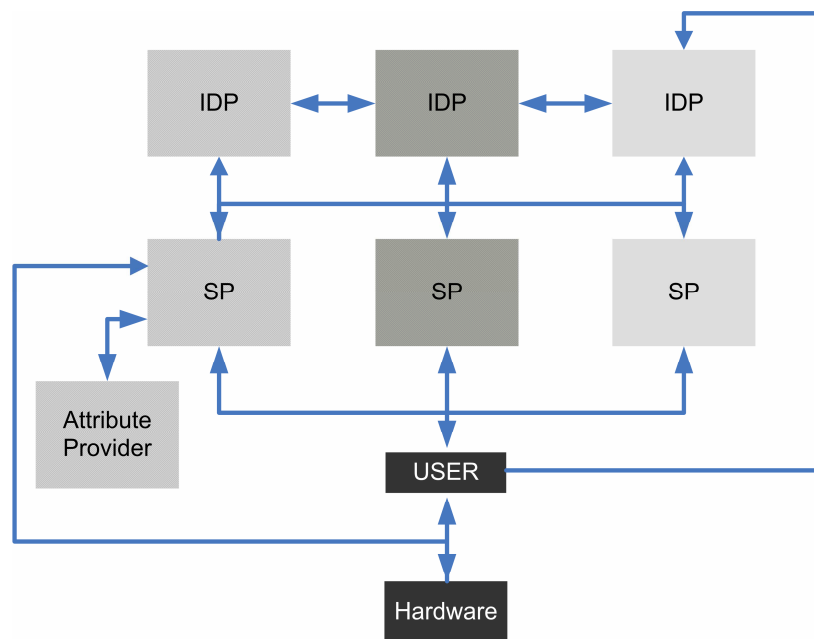 IDP
IDP
IDP
SP
SP
SP
Attribute
Provider
USER
Hardware